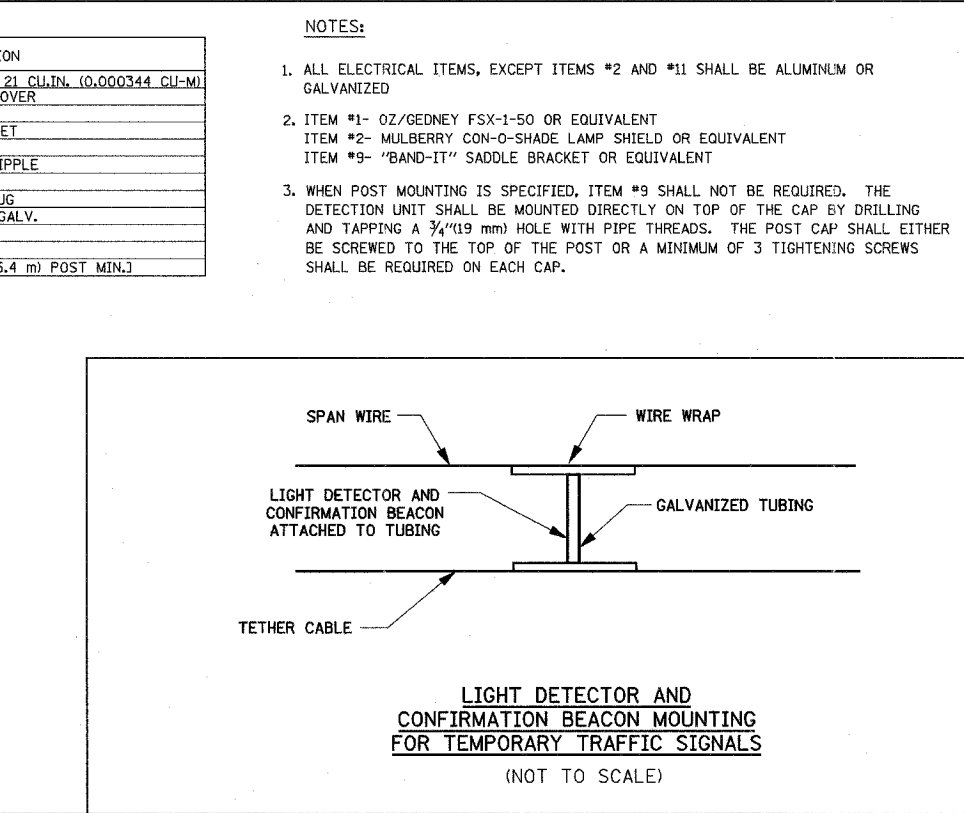 ION
21 CU.IN. (0.000344 CU-M)
OVER
ET
IPPLE
UG
GALV.
5.4 m) POST MIN.]
NOTES:
1. ALL ELECTRICAL ITEMS, EXCEPT ITEMS #2 AND #11 SHALL BE ALUMINUM OR
GALVANIZED
2. ITEM #1- OZ/GEDNEY FSX-1-50 OR EQUIVALENT
ITEM #2- MULBERRY CON-O-SHADE LAMP SHIELD OR EQUIVALENT
ITEM #9- "BAND-IT" SADDLE BRACKET OR EQUIVALENT
3. WHEN POST MOUNTING IS SPECIFIED, ITEM #9 SHALL NOT BE REQUIRED. THE
DETECTION UNIT SHALL BE MOUNTED DIRECTLY ON TOP OF THE CAP BY DRILLING
AND TAPPING A 3/4"(19 mm) HOLE WITH PIPE THREADS. THE POST CAP SHALL EITHER
BE SCREWED TO THE TOP OF THE POST OR A MINIMUM OF 3 TIGHTENING SCREWS
SHALL BE REQUIRED ON EACH CAP.
SPAN WIRE
WIRE WRAP
LIGHT DETECTOR AND
CONFIRMATION BEACON
ATTACHED TO TUBING
GALVANIZED TUBING
TETHER CABLE
LIGHT DETECTOR AND
CONFIRMATION BEACON MOUNTING
FOR TEMPORARY TRAFFIC SIGNALS
(NOT TO SCALE)